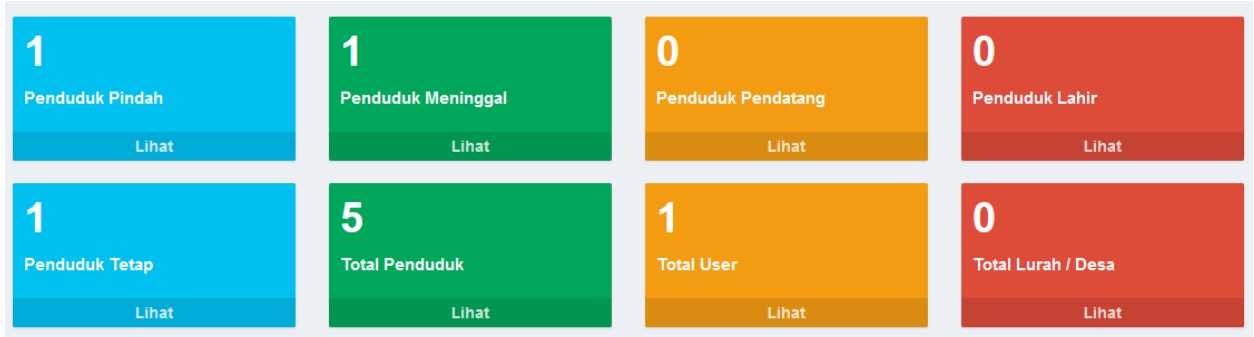 1
Penduduk Pindah
Lihat
1
Penduduk Meninggal
Lihat
0
Penduduk Pendatang
Lihat
0
Penduduk Lahir
Lihat
1
Penduduk Tetap
Lihat
5
Total Penduduk
Lihat
1
Total User
Lihat
0
Total Lurah / Desa
Lihat